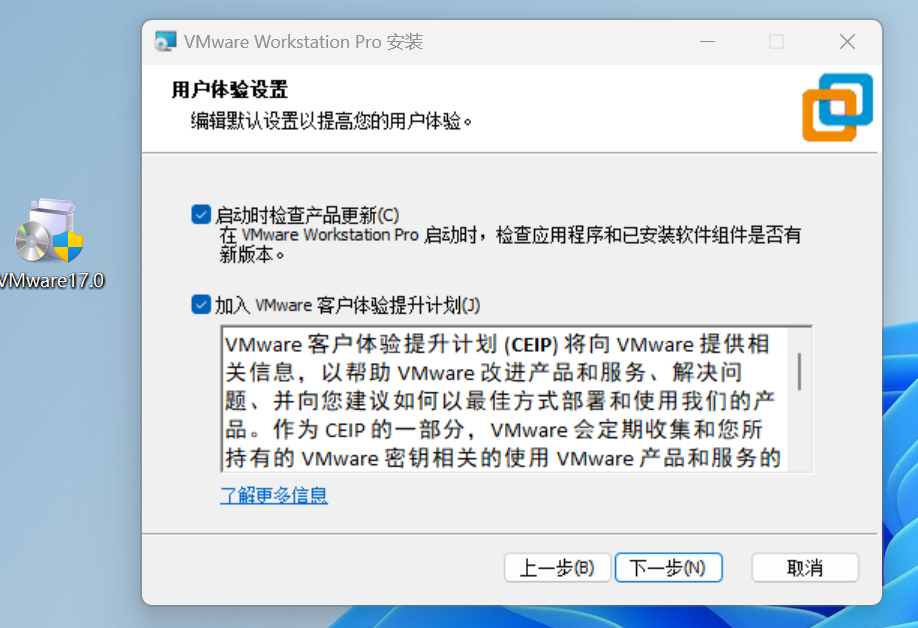 VMware Workstation Pro 安装
用户体验设置
编辑默认设置以提高您的用户体验。
启动时检查产品更新(C)
在 VMware Workstation Pro 启动时，检查应用程序和已安装软件组件是否有
新版本。
VMware17.0
加入 VMware 客户体验提升计划(J)
VMware 客户体验提升计划 (CEIP) 将向 VMware 提供相
关信息，以帮助 VMware 改进产品和服务、解决问
题、并向您建议如何以最佳方式部署和使用我们的产
品。作为 CEIP 的一部分，VMware 会定期收集和您所
持有的 VMware 密钥相关的使用 VMware 产品和服务的
了解更多信息
上一步(B)
下一步(N)
取消